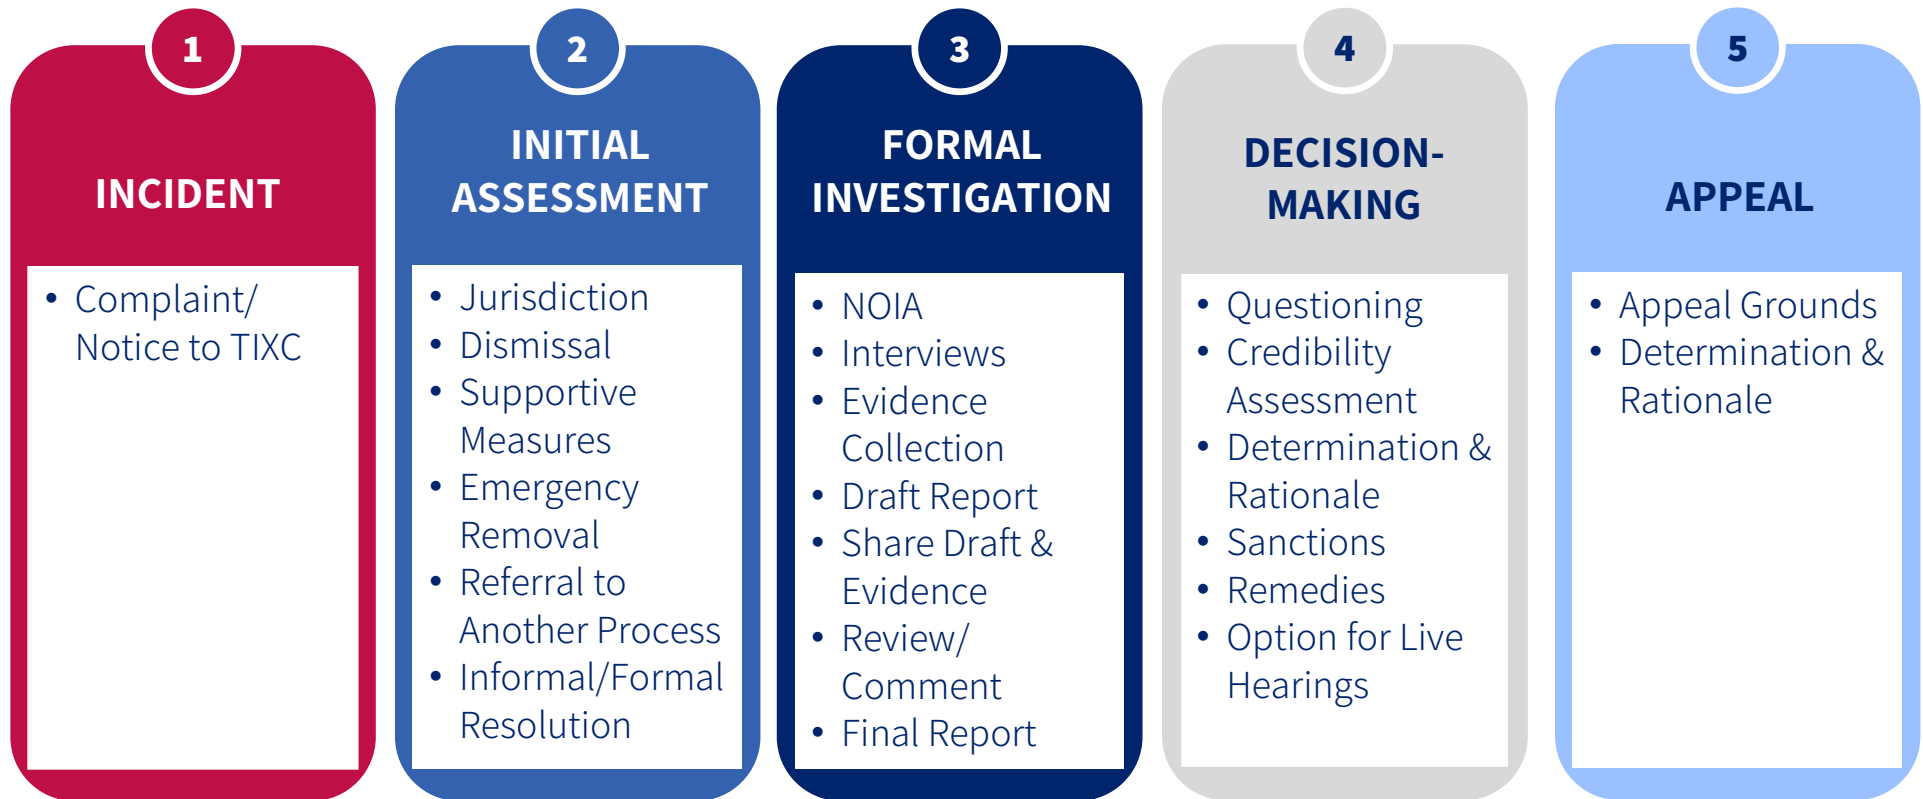 1
INCIDENT
• Complaint/
Notice to TIXC
2
INITIAL
ASSESSMENT
• Jurisdiction
• Dismissal
• Supportive
Measures
• Emergency
Removal
• Referral to
Another Process
• Informal/Formal
Resolution
3
FORMAL
INVESTIGATION
• NOIA
• Interviews
• Evidence
Collection
• Draft Report
• Share Draft &
Evidence
• Review/
Comment
• Final Report
4
DECISION-
MAKING
• Questioning
• Credibility
Assessment
• Determination &
Rationale
• Sanctions
• Remedies
• Option for Live
Hearings
5
APPEAL
• Appeal Grounds
• Determination &
Rationale